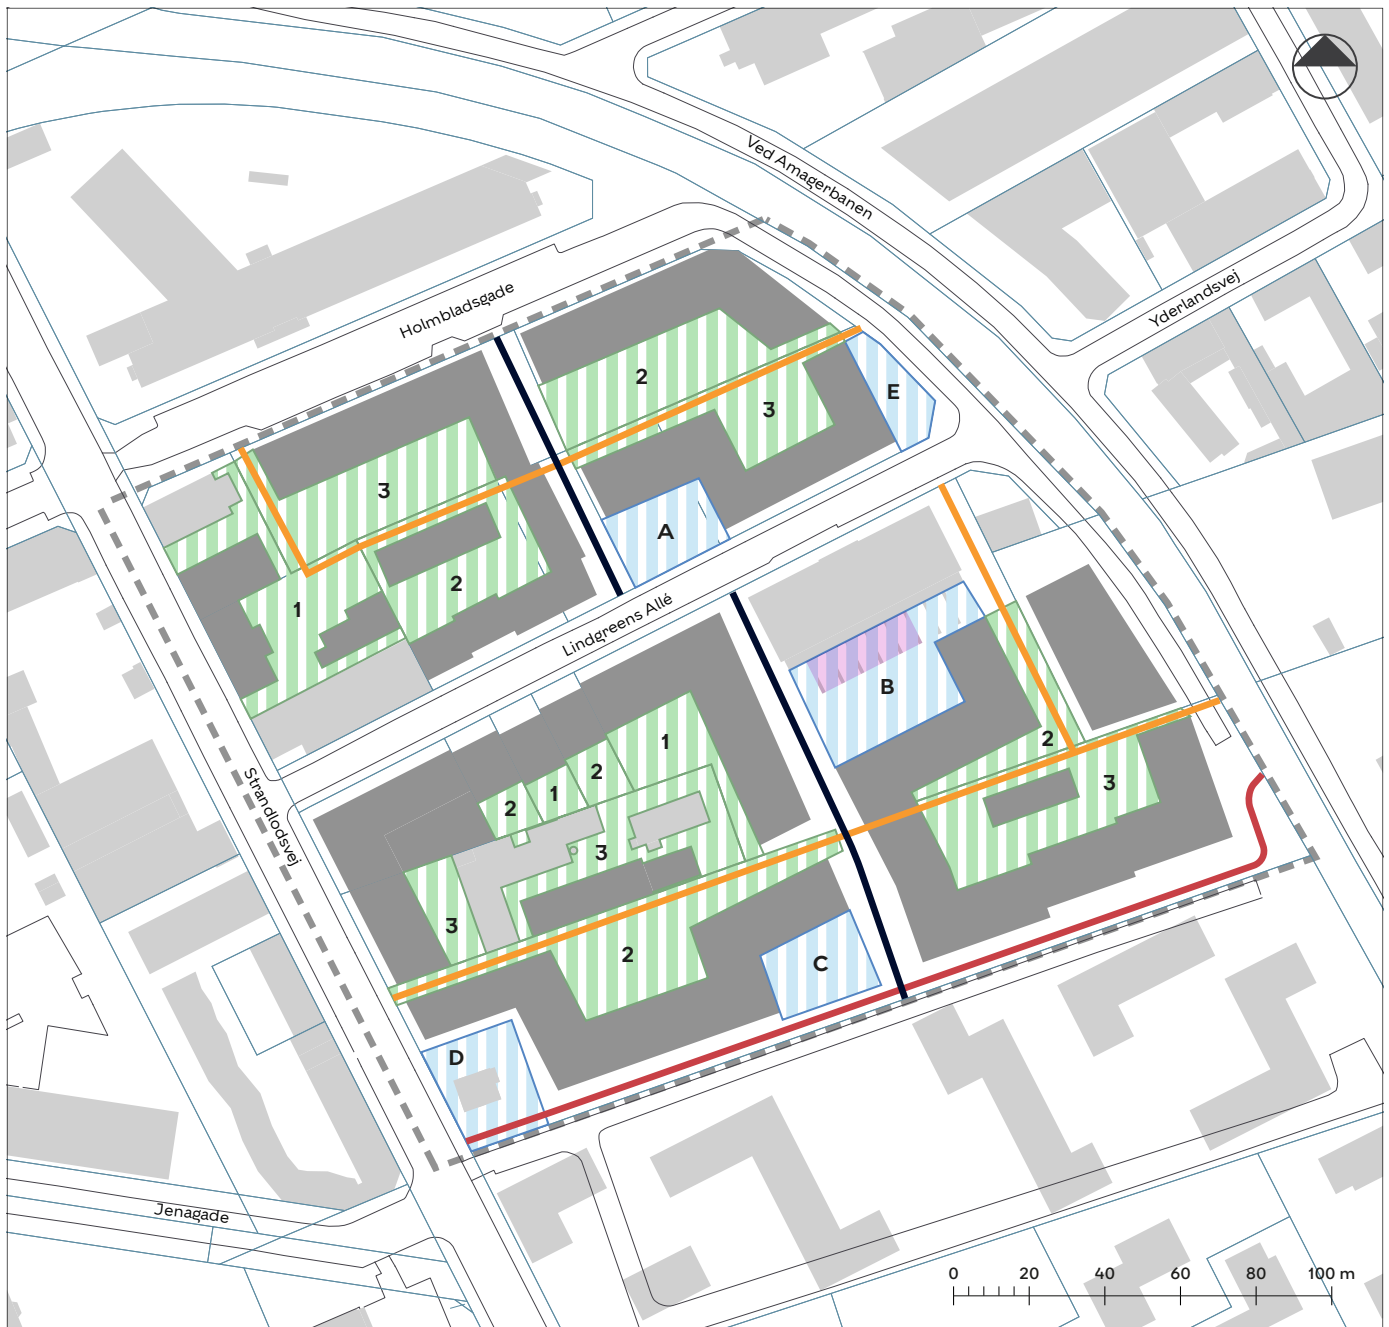 Ved Amagerbanen
Yderlandsvej
Holmbladsgade
2
E
3
3
A
2
1
Lindgreens Allé
B
1
2
2
3
2
1
Strandlodsvej
3
3
2
C
D
Jenagade
0 20 40 60 80 100 m